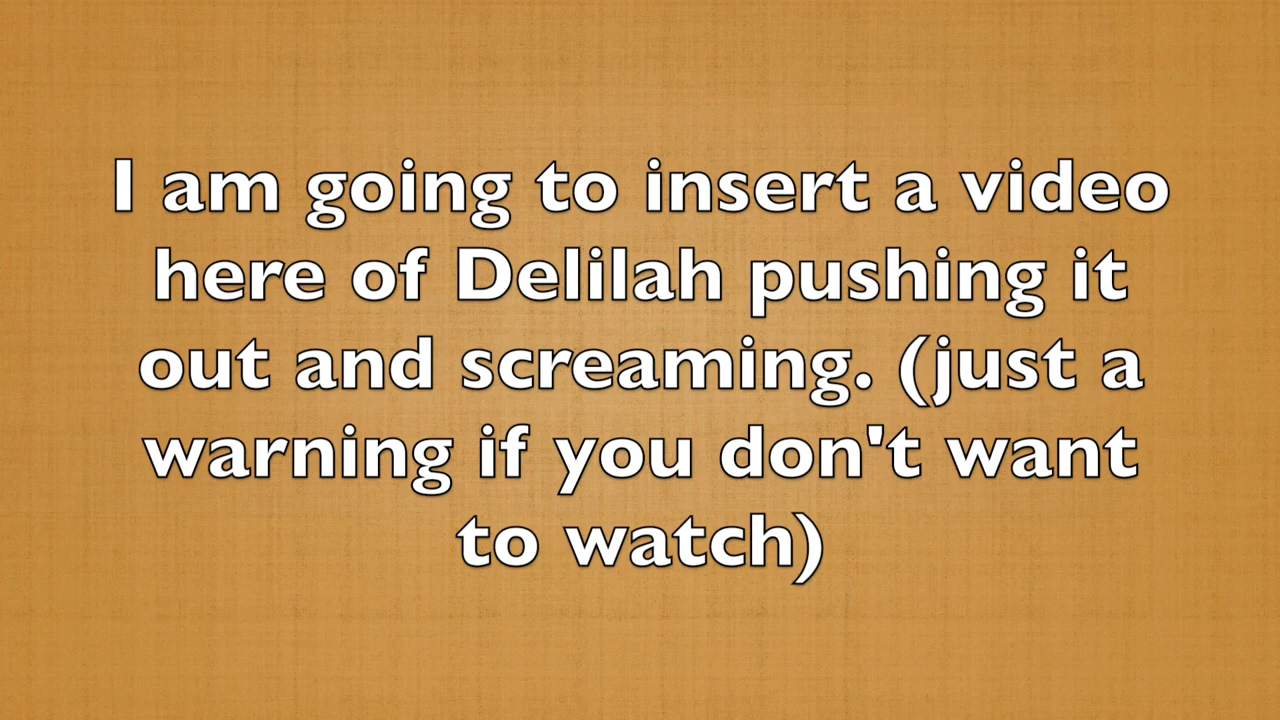 I am going to insert a video
here of Delilah pushing it
out and screaming. (just a
warning if you don't want
to watch)